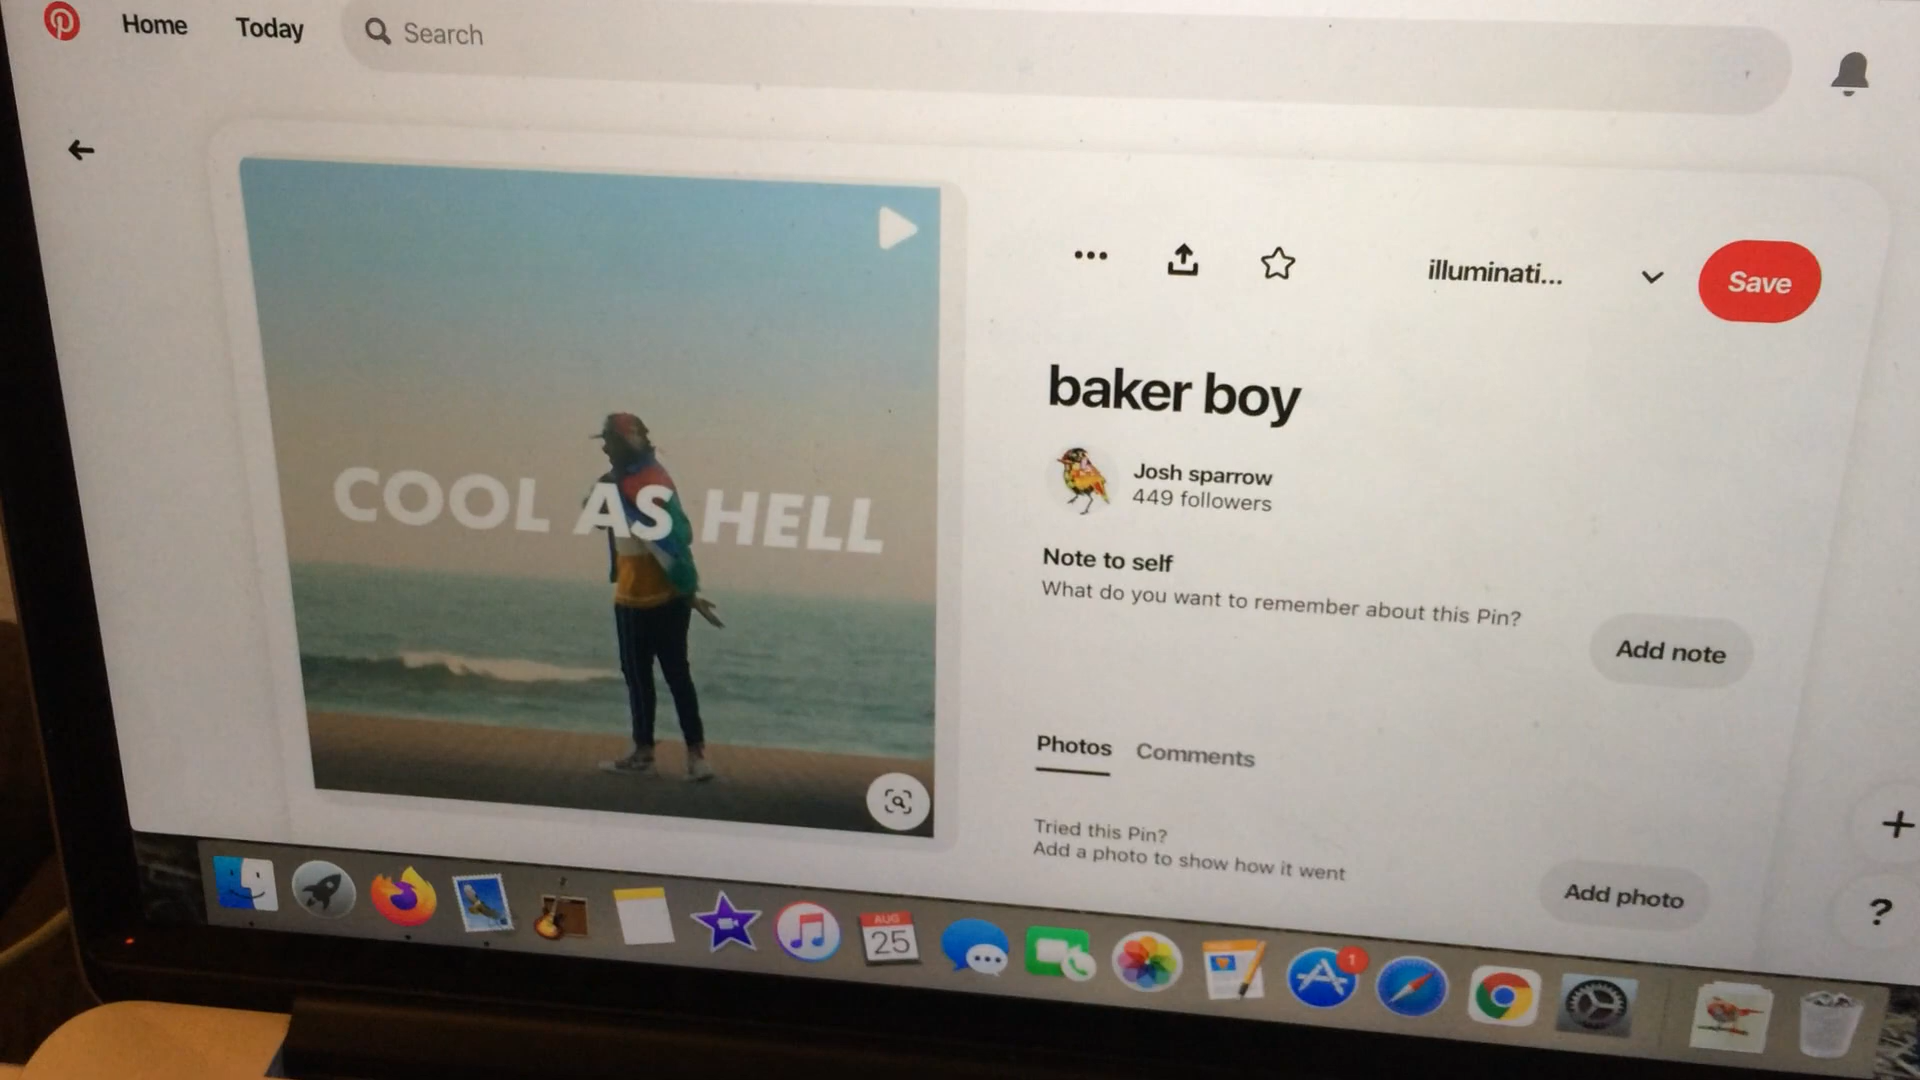 Home Today Search
illuminati... Save
COOL AS HELL
baker boy
Josh sparrow
449 followers
Note to self
What do you want to remember about this Pin?
Add note
Photos Comments
Tried this Pin?
Add a photo to show how it went
Add photo
+
?
AUG
25
1